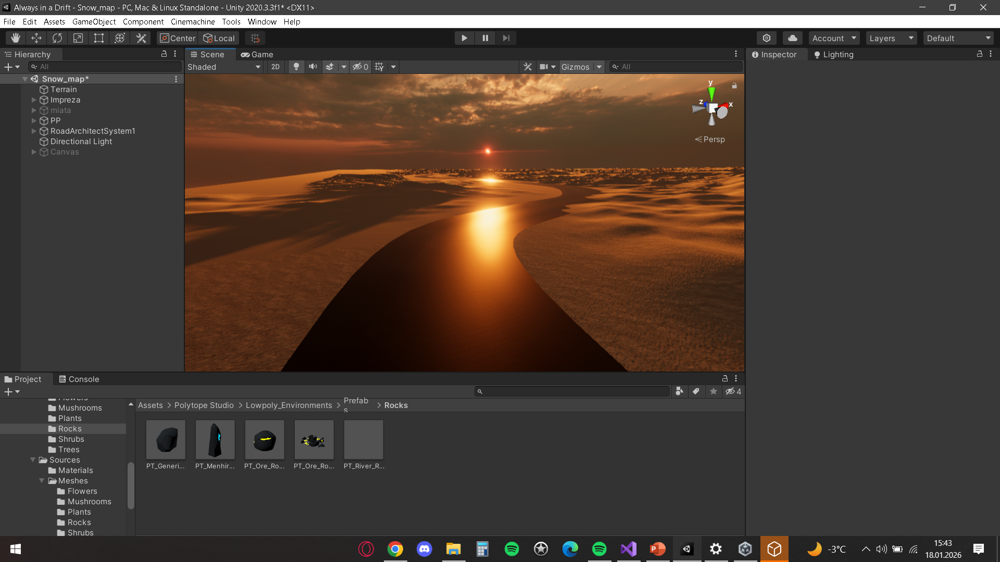 Always in a Drift - Snow_map - PC, Mac & Linux Standalone - Unity 2020.3.3f1* <DX11>
File Edit Assets GameObject Component Cinemachine Tools Window Help
Center Local Account Layers Default
Hierarchy Scene Game Inspector Lighting
All Shaded 2D 0 Gizmos All
Snow_map*
Terrain
Impreza
miata
PP
RoadArchitectSystem1
Directional Light
Canvas
y
z x
Persp
Project Console
4
Assets > Polytope Studio > Lowpoly_Environments > Prefabs > Rocks
Flowers
Mushrooms
Plants
Rocks
Shrubs
Trees
Sources
Materials
Meshes
Flowers
Mushrooms
Plants
Rocks
Shrubs
PT_Generi... PT_Menhir... PT_Ore_Ro... PT_Ore_Ro... PT_River_R...
-3°C
15:43
18.01.2026